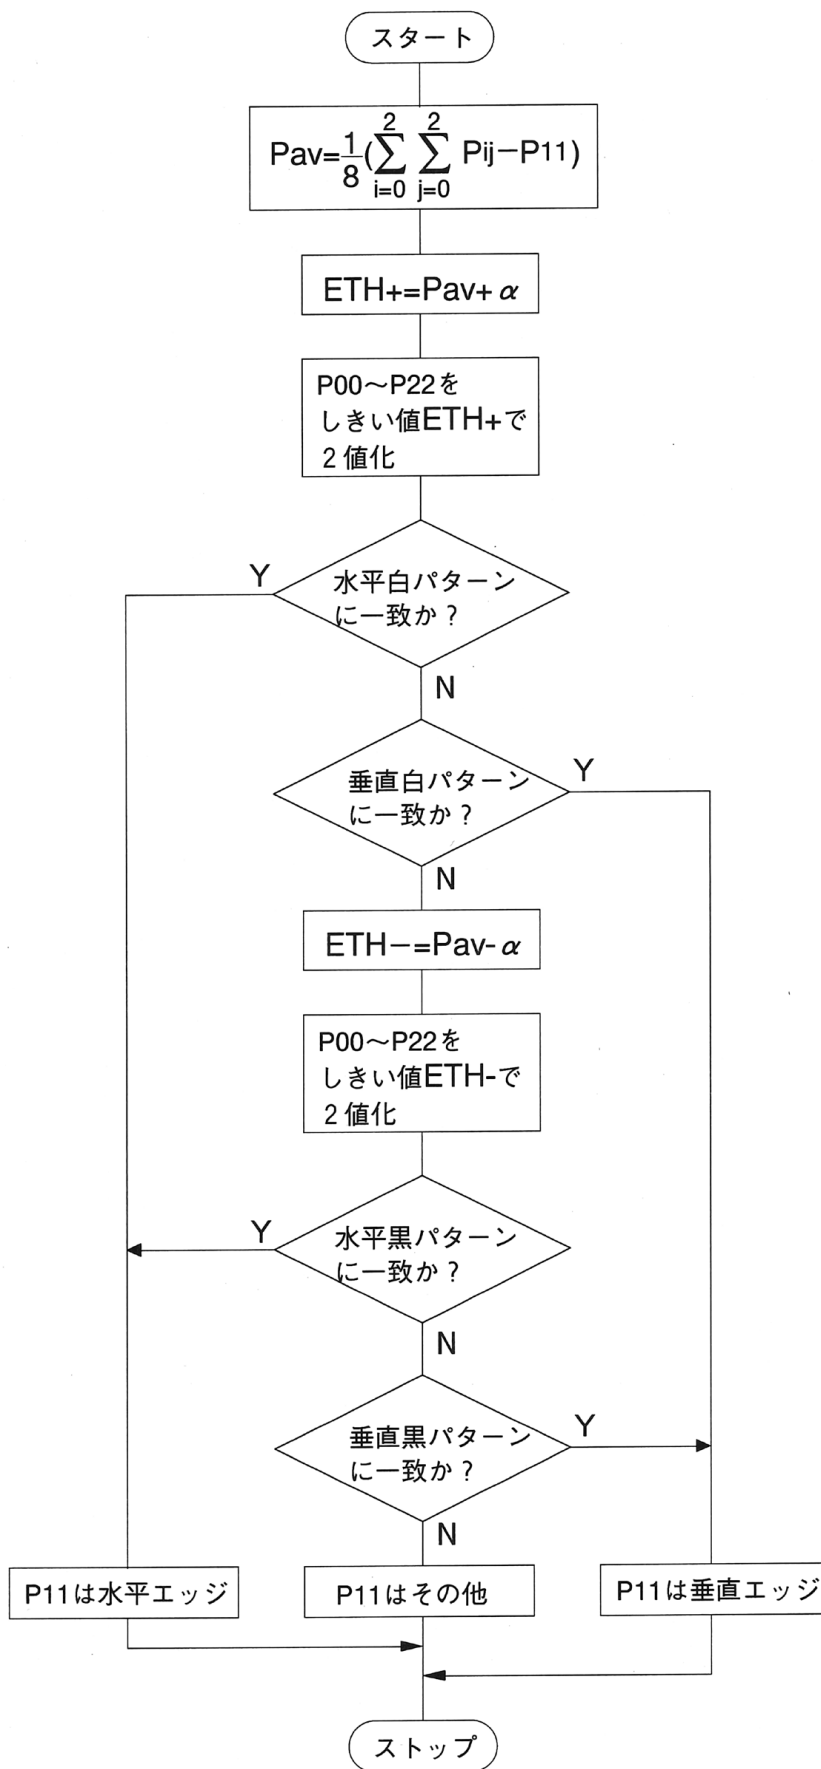 スタート
Pav=1/8(∑i=0^2 ∑j=0^2 Pij−P11)
ETH+=Pav+α
P00～P22を
しきい値ETH+で
2値化
水平白パターン
に一致か？
Y
N
垂直白パターン
に一致か？
Y
N
ETH−=Pav-α
P00～P22を
しきい値ETH-で
2値化
水平黒パターン
に一致か？
Y
N
垂直黒パターン
に一致か？
Y
N
P11は水平エッジ
P11はその他
P11は垂直エッジ
ストップ